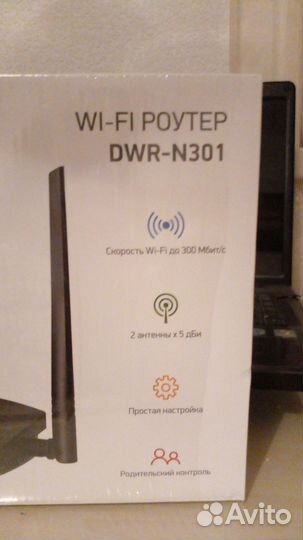 WI-FI РОУТЕР
DWR-N301
Скорость Wi-Fi до 300 Мбит/с
2 антенны x 5 дБи
Простая настройка
Родительский контроль
Avito